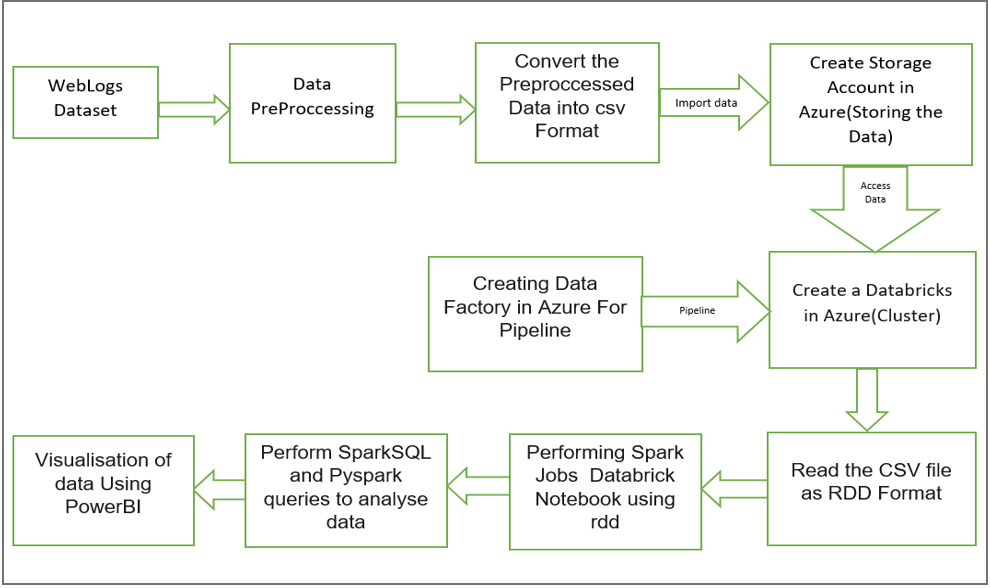 WebLogs
Dataset
Data
PreProccessing
Convert the
Preproccessed
Data into csv
Format
Import data
Create Storage
Account in
Azure(Storing the
Data)
Access
Data
Creating Data
Factory in Azure For
Pipeline
Pipeline
Create a Databricks
in Azure(Cluster)
Visualisation of
data Using
PowerBI
Perform SparkSQL
and Pyspark
queries to analyse
data
Performing Spark
Jobs  Databrick
Notebook using
rdd
Read the CSV file
as RDD Format